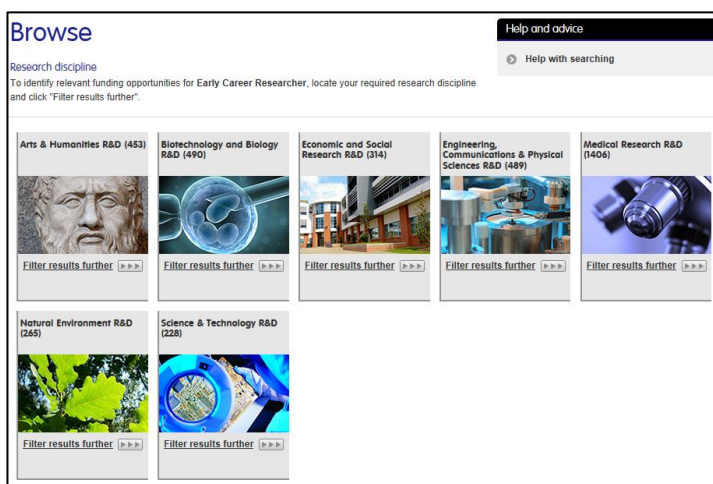 Browse
Help and advice
Help with searching
Research discipline
To identify relevant funding opportunities for Early Career Researcher, locate your required research discipline
and click "Filter results further".
Arts & Humanities R&D (453)
Filter results further
Biotechnology and Biology
R&D (490)
Filter results further
Economic and Social
Research R&D (314)
Filter results further
Engineering,
Communications & Physical
Sciences R&D (489)
Filter results further
Medical Research R&D
(1406)
Filter results further
Natural Environment R&D
(265)
Filter results further
Science & Technology R&D
(228)
Filter results further